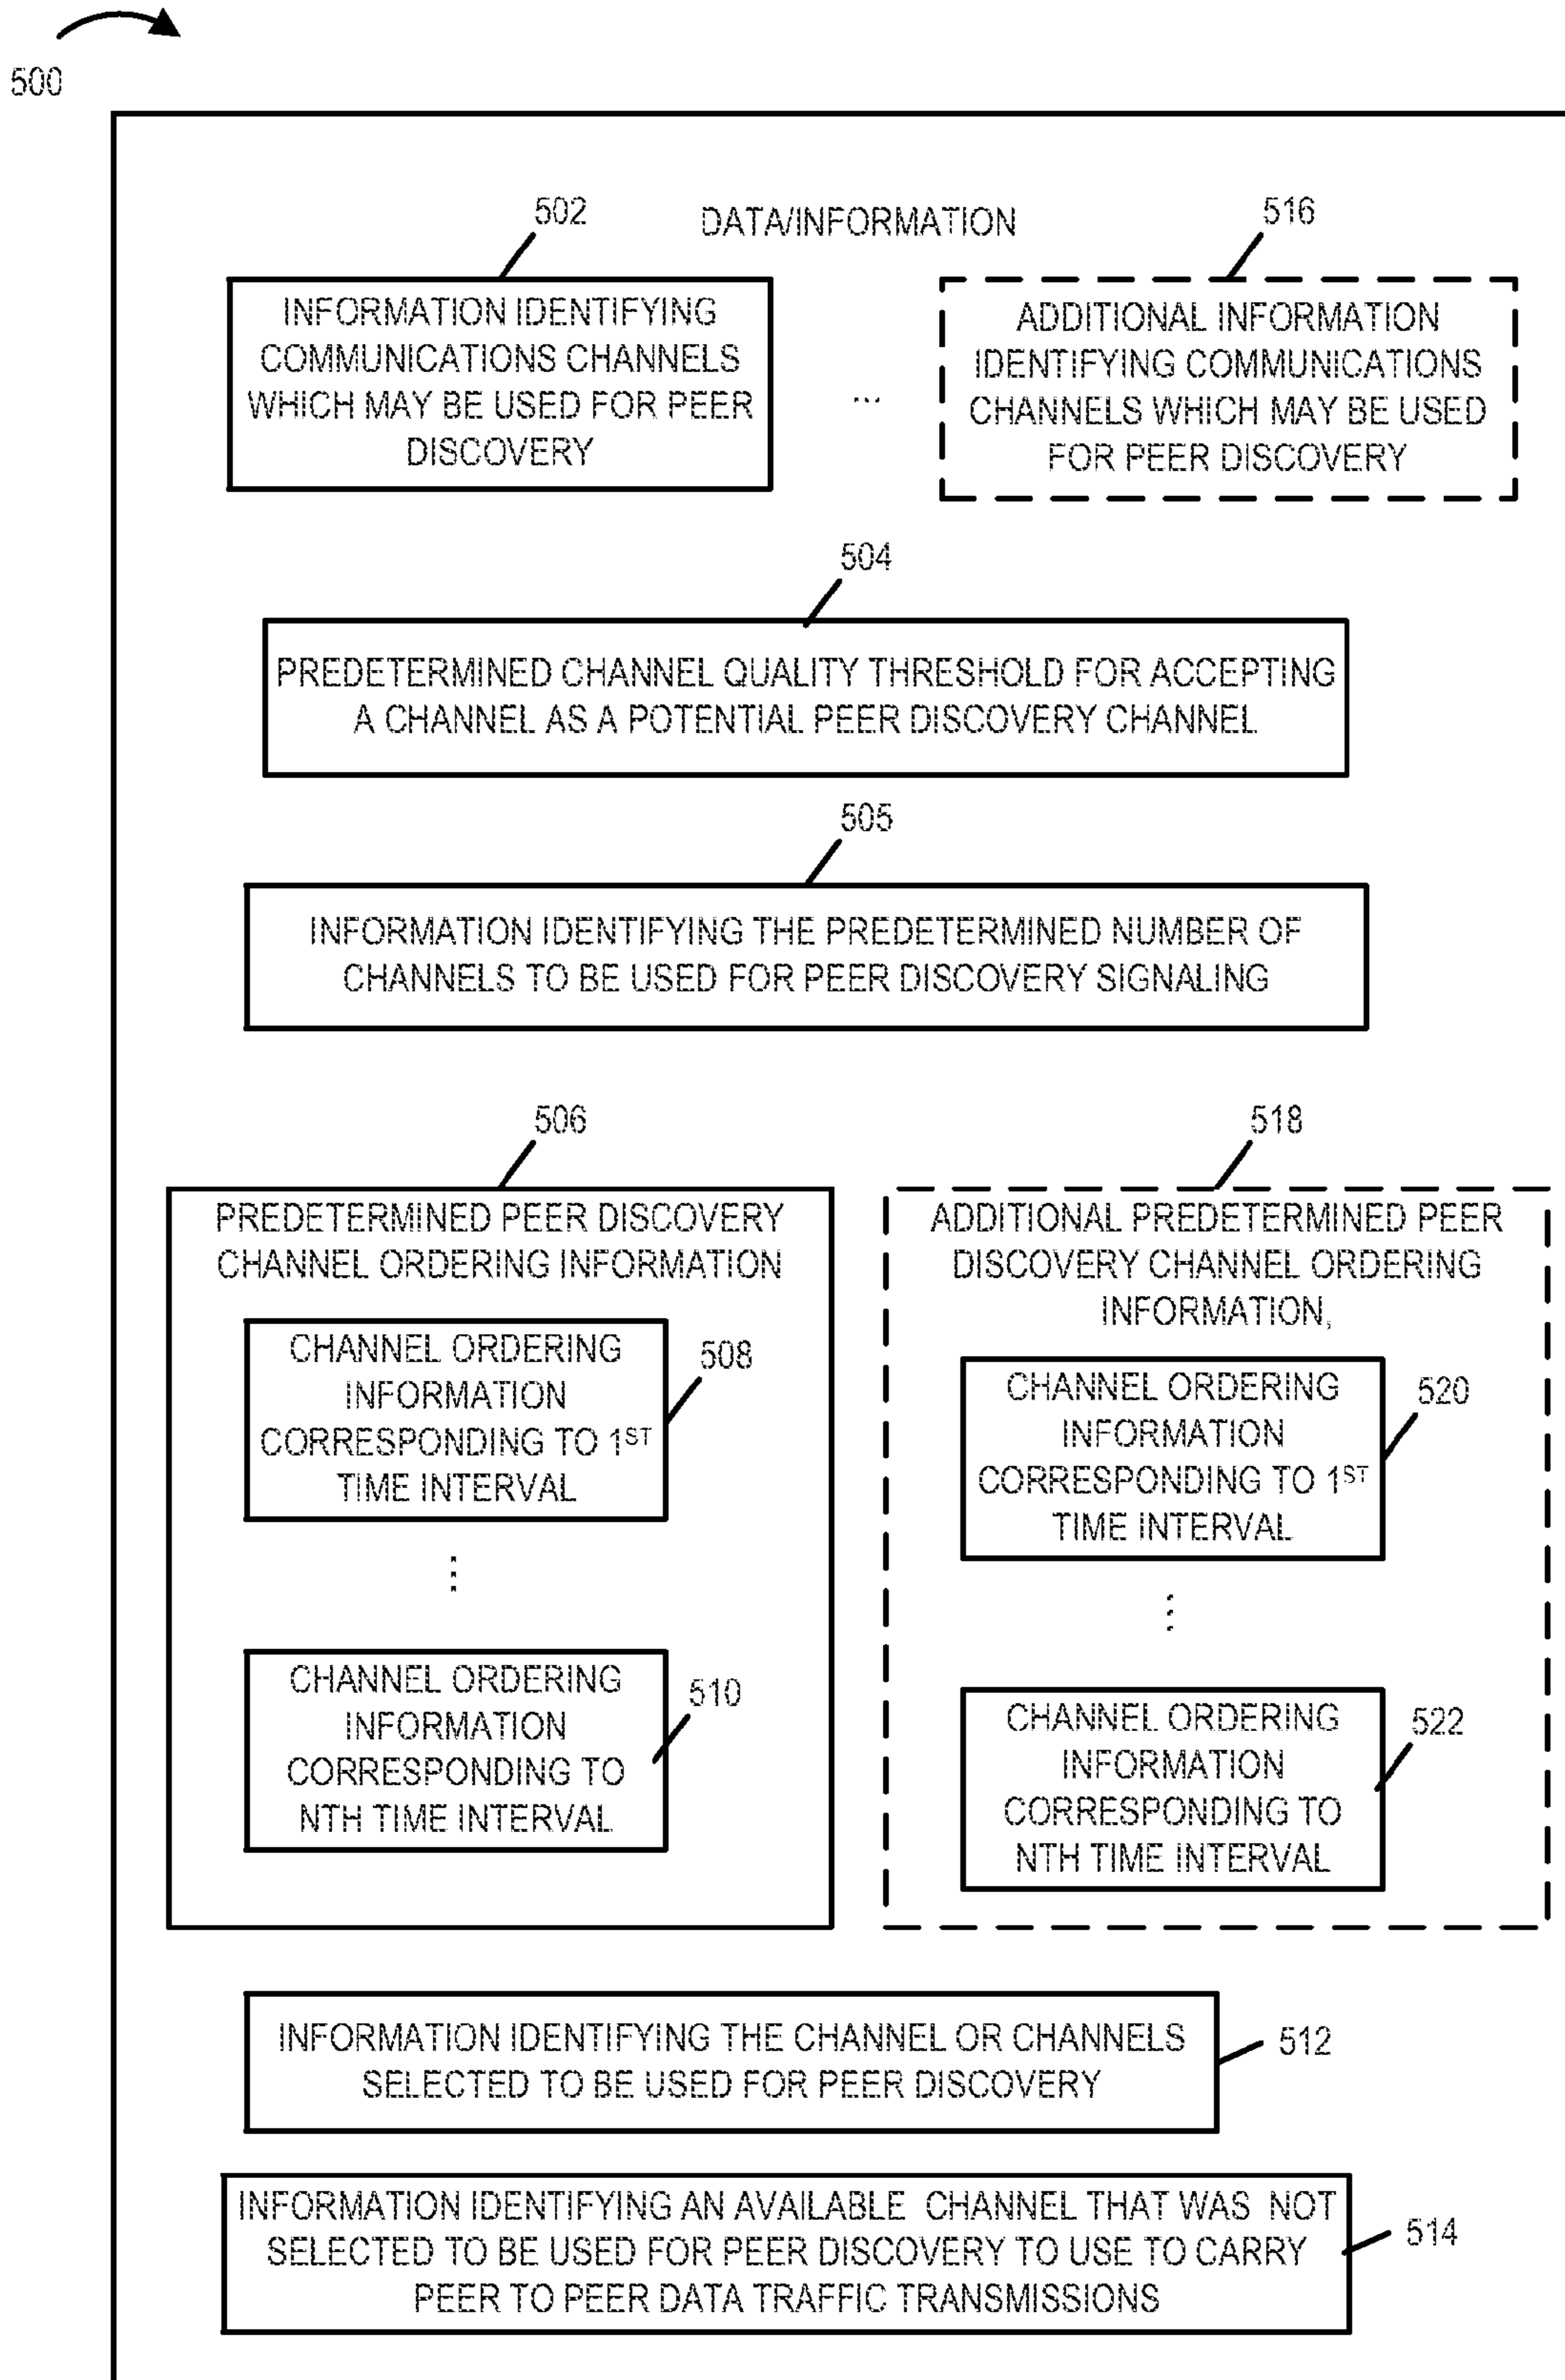 500
DATA/INFORMATION
502
INFORMATION IDENTIFYING
COMMUNICATIONS CHANNELS
WHICH MAY BE USED FOR PEER
DISCOVERY
...
516
ADDITIONAL INFORMATION
IDENTIFYING COMMUNICATIONS
CHANNELS WHICH MAY BE USED
FOR PEER DISCOVERY
504
PREDETERMINED CHANNEL QUALITY THRESHOLD FOR ACCEPTING
A CHANNEL AS A POTENTIAL PEER DISCOVERY CHANNEL
505
INFORMATION IDENTIFYING THE PREDETERMINED NUMBER OF
CHANNELS TO BE USED FOR PEER DISCOVERY SIGNALING
506
PREDETERMINED PEER DISCOVERY
CHANNEL ORDERING INFORMATION
CHANNEL ORDERING
INFORMATION
CORRESPONDING TO 1ST
TIME INTERVAL
508
⋮
CHANNEL ORDERING
INFORMATION
CORRESPONDING TO
NTH TIME INTERVAL
510
518
ADDITIONAL PREDETERMINED PEER
DISCOVERY CHANNEL ORDERING
INFORMATION,
CHANNEL ORDERING
INFORMATION
CORRESPONDING TO 1ST
TIME INTERVAL
520
⋮
CHANNEL ORDERING
INFORMATION
CORRESPONDING TO
NTH TIME INTERVAL
522
INFORMATION IDENTIFYING THE CHANNEL OR CHANNELS
SELECTED TO BE USED FOR PEER DISCOVERY
512
INFORMATION IDENTIFYING AN AVAILABLE CHANNEL THAT WAS NOT
SELECTED TO BE USED FOR PEER DISCOVERY TO USE TO CARRY
PEER TO PEER DATA TRAFFIC TRANSMISSIONS
514